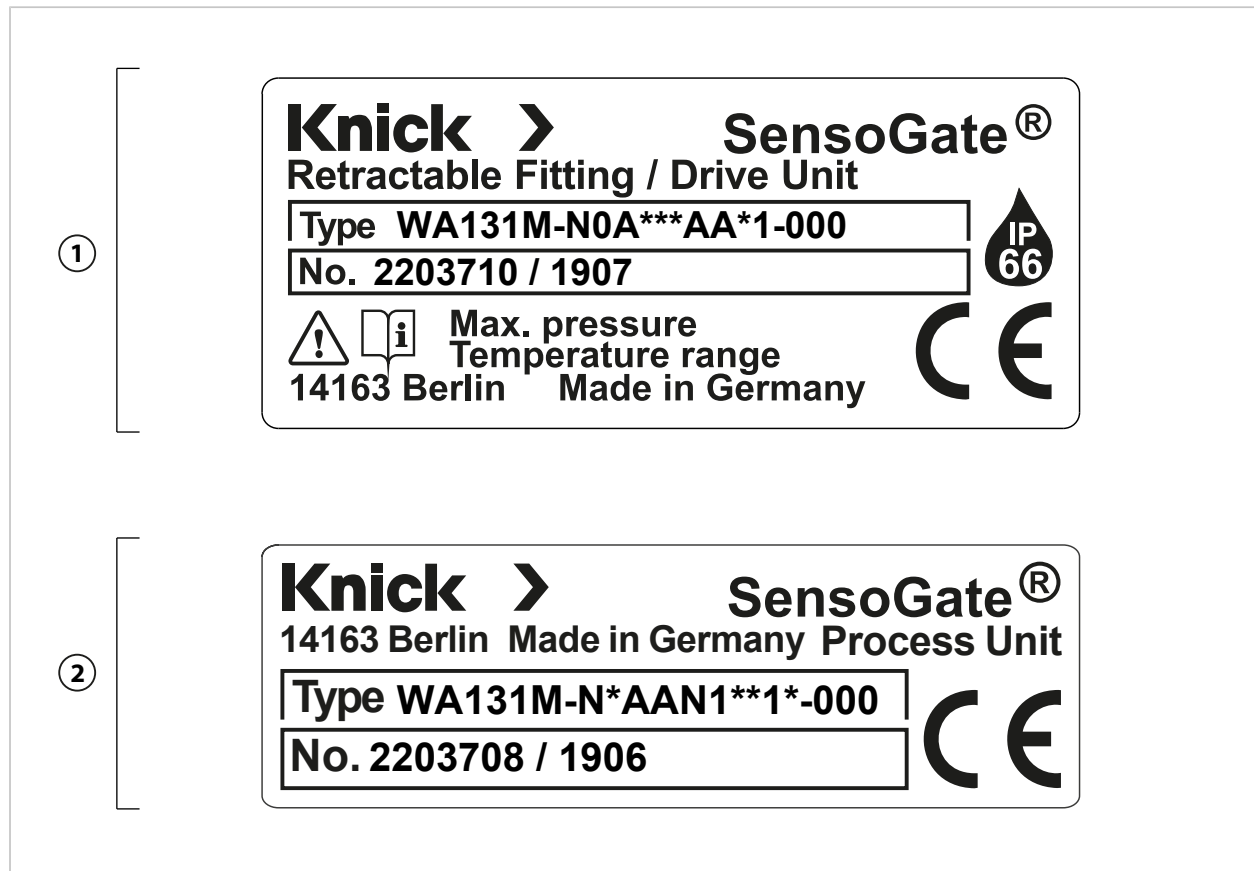 ①
Knick > SensoGate®
Retractable Fitting / Drive Unit
Type WA131M-N0A***AA*1-000
IP
66
No. 2203710 / 1907
Max. pressure
Temperature range
14163 Berlin Made in Germany
CE
②
Knick > SensoGate®
14163 Berlin Made in Germany Process Unit
Type WA131M-N*AAN1**1*-000
No. 2203708 / 1906
CE